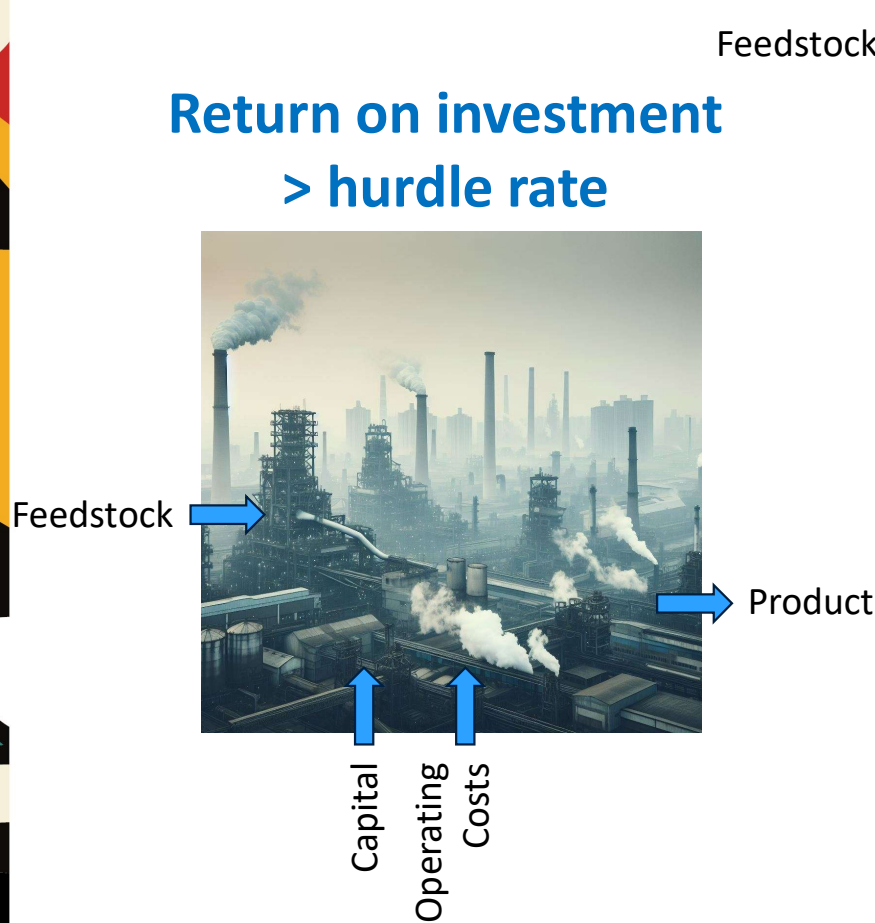 Feedstock
Return on investment
> hurdle rate
Feedstock
Product
Capital
Operating
Costs